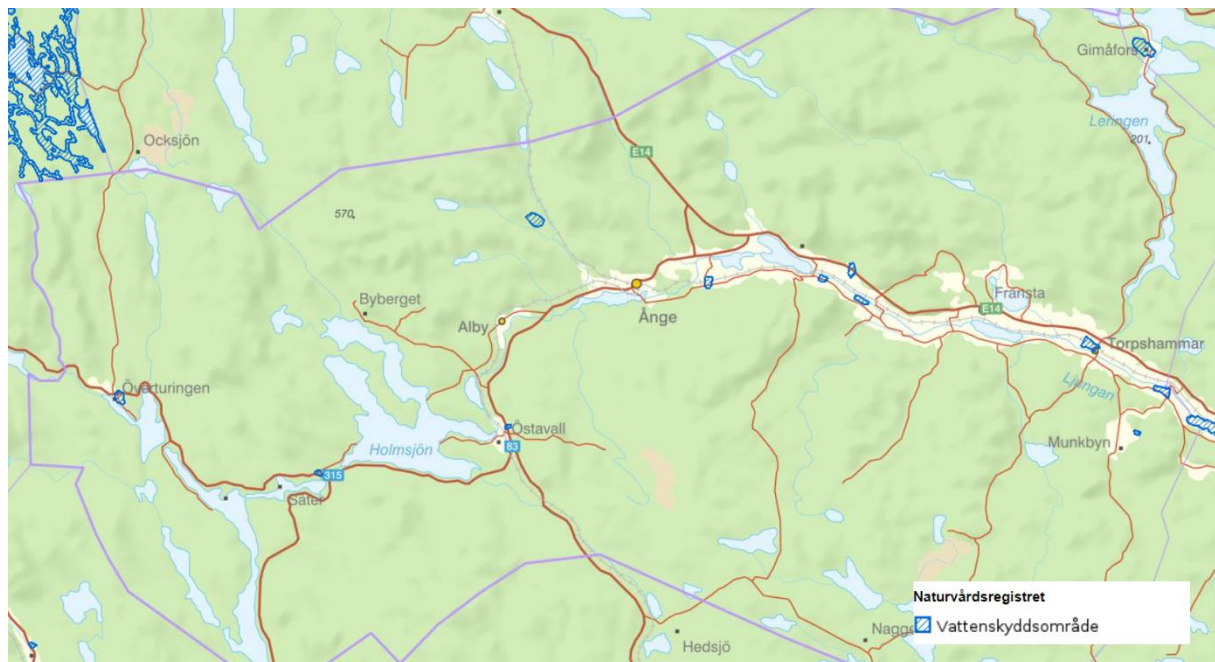 Gimåfors
Leringen
201
Ocksjön
E14
570
Byberget
Alby
Ånge
Fränsta
E14
Torpshammar
Överturingen
Ljungan
Östavall
Holmsjön
83
Munkbyn
315
Säter
Naturvårdsregistret
Vattenskyddsområde
Hedsjö
Nagge